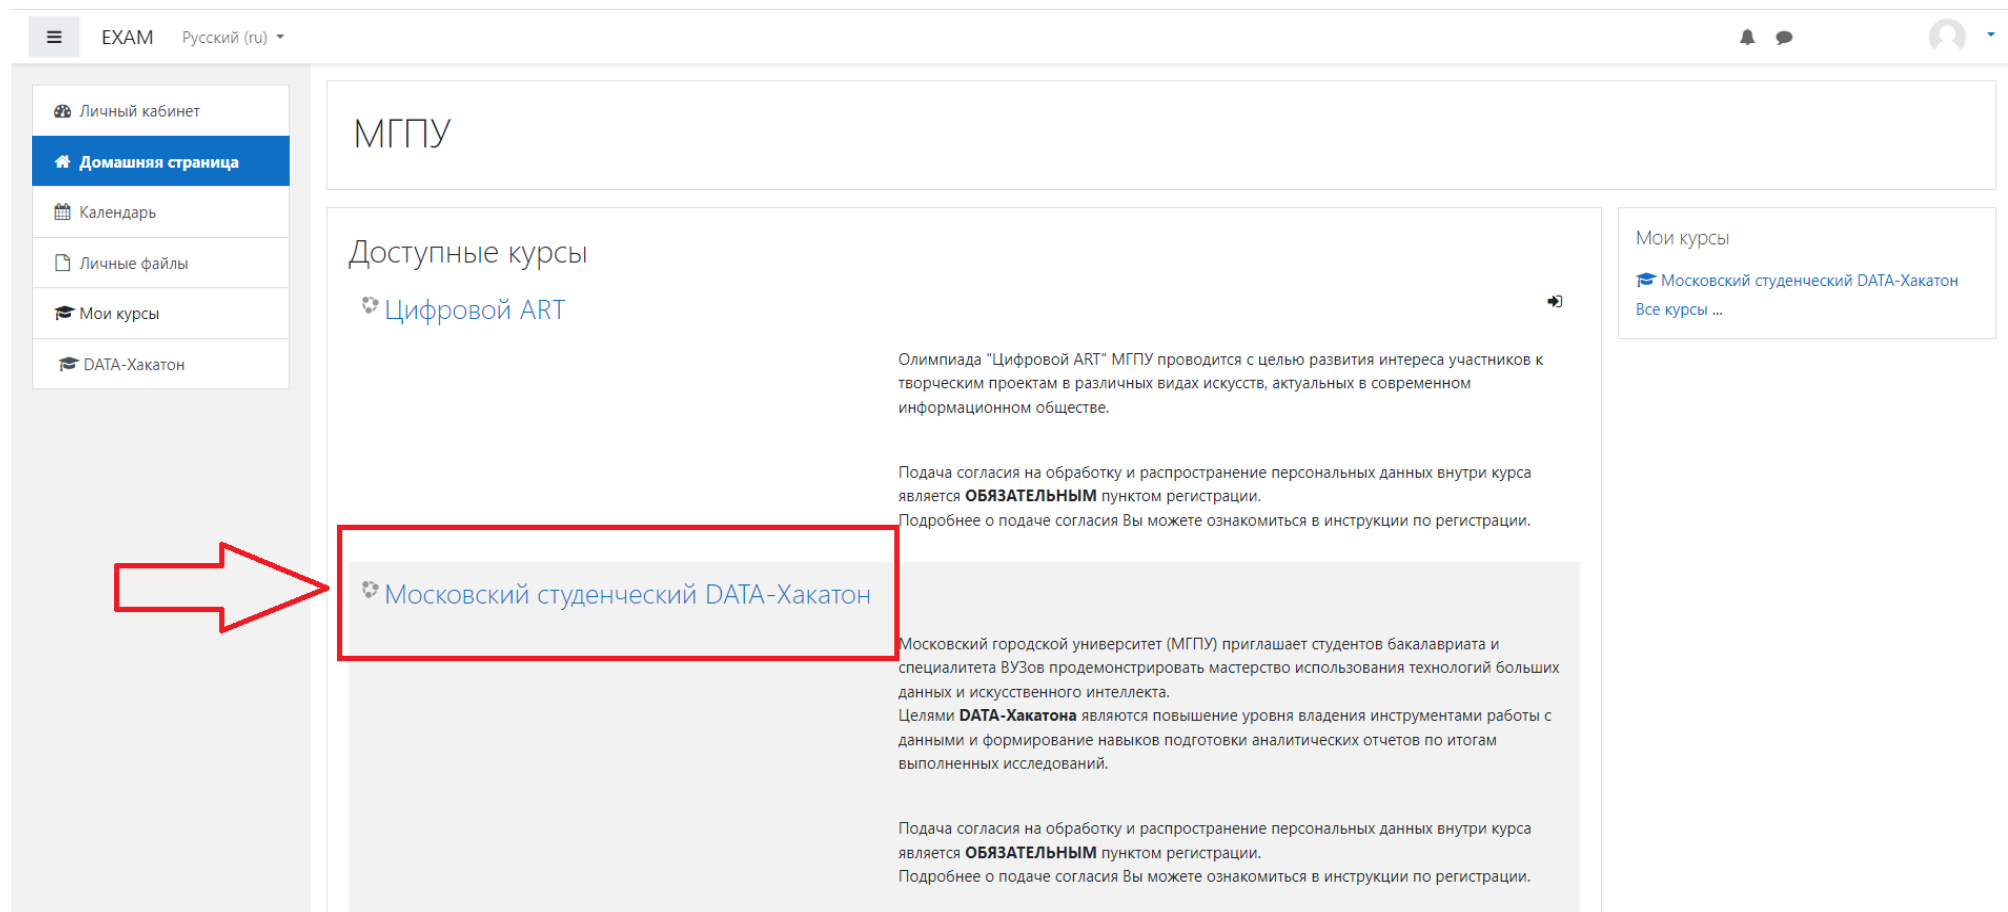 EXAM Русский (ru)
Личный кабинет
Домашняя страница
Календарь
Личные файлы
Мои курсы
DATA-Хакатон
МГПУ
Доступные курсы
Цифровой ART
Олимпиада "Цифровой ART" МГПУ проводится с целью развития интереса участников к
творческим проектам в различных видах искусств, актуальных в современном
информационном обществе.
Подача согласия на обработку и распространение персональных данных внутри курса
является ОБЯЗАТЕЛЬНЫМ пунктом регистрации.
Подробнее о подаче согласия Вы можете ознакомиться в инструкции по регистрации.
Московский студенческий DATA-Хакатон
Московский городской университет (МГПУ) приглашает студентов бакалавриата и
специалитета ВУЗов продемонстрировать мастерство использования технологий больших
данных и искусственного интеллекта.
Целями DATA-Хакатона являются повышение уровня владения инструментами работы с
данными и формирование навыков подготовки аналитических отчетов по итогам
выполненных исследований.
Подача согласия на обработку и распространение персональных данных внутри курса
является ОБЯЗАТЕЛЬНЫМ пунктом регистрации.
Подробнее о подаче согласия Вы можете ознакомиться в инструкции по регистрации.
Мои курсы
Московский студенческий DATA-Хакатон
Все курсы ...